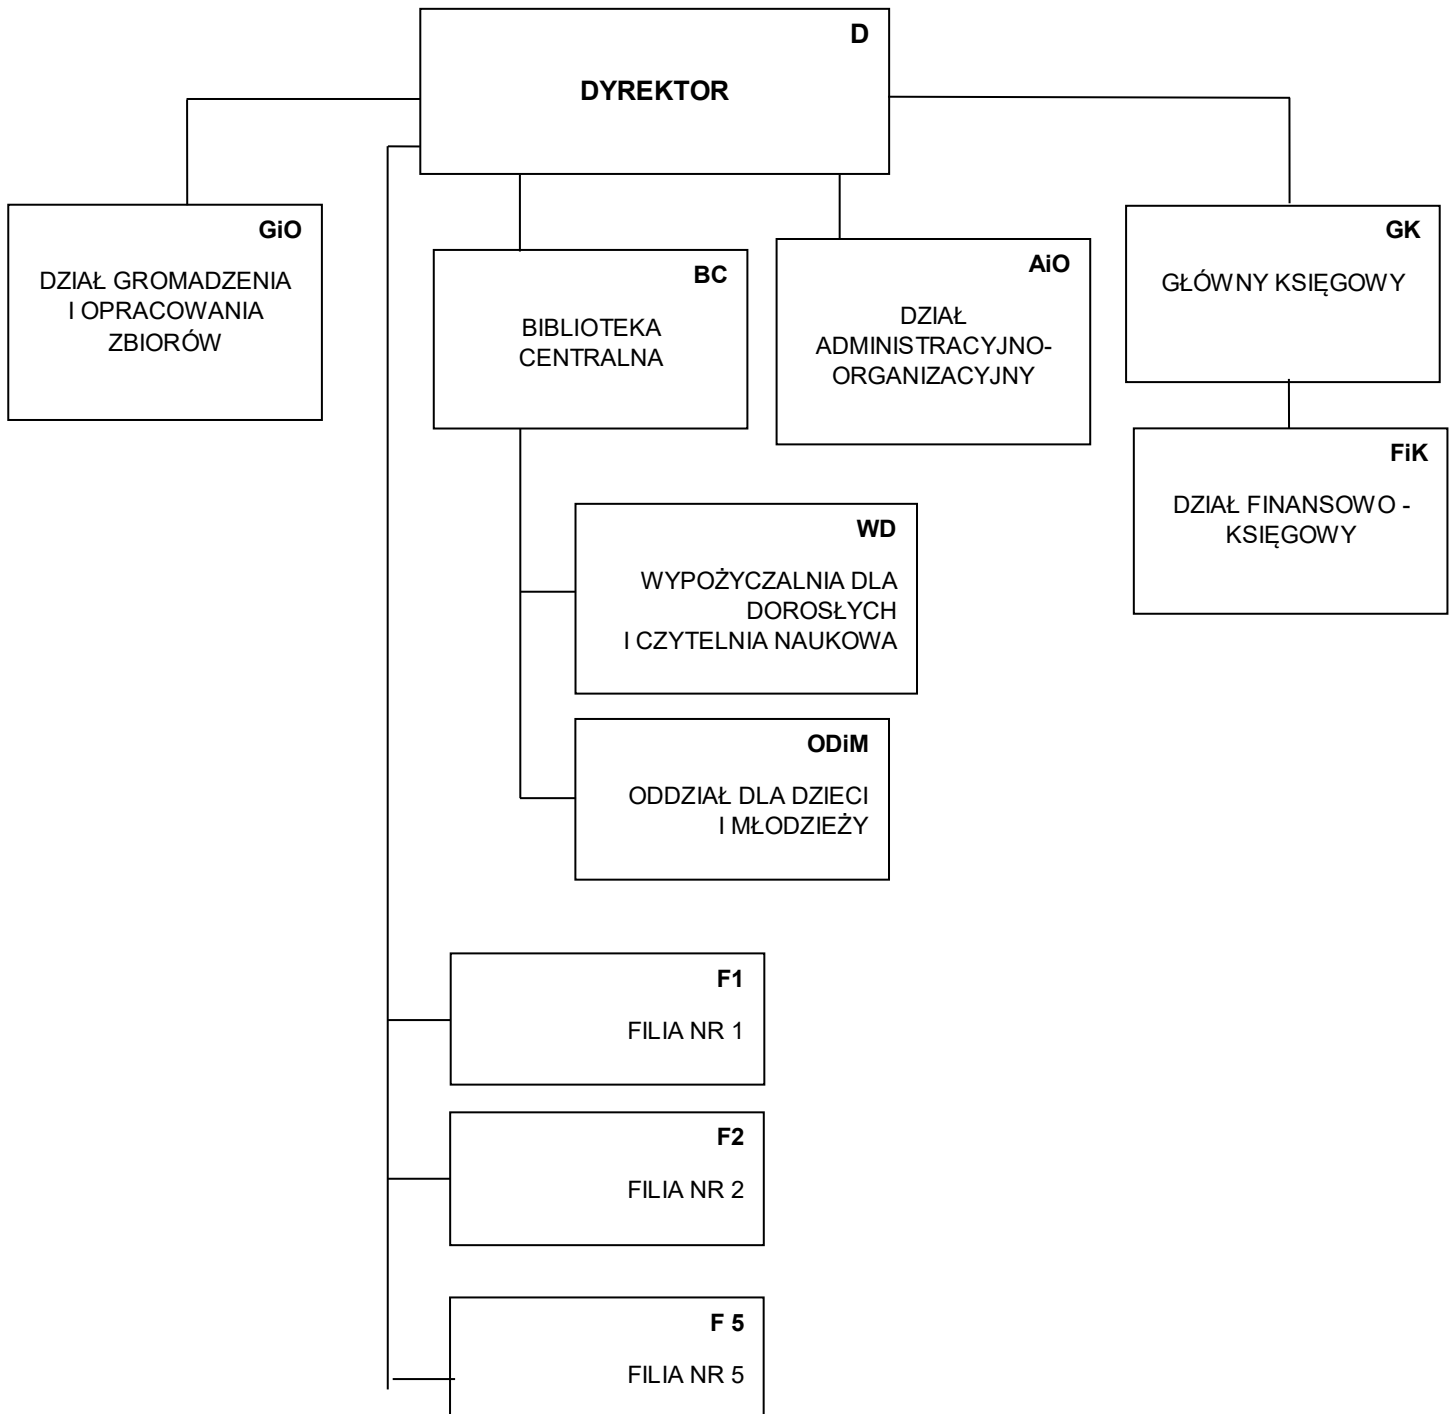 D
DYREKTOR
GiO
DZIAŁ GROMADZENIA
I OPRACOWANIA
ZBIORÓW
BC
BIBLIOTEKA
CENTRALNA
AiO
DZIAŁ
ADMINISTRACYJNO-
ORGANIZACYJNY
GK
GŁÓWNY KSIĘGOWY
FiK
DZIAŁ FINANSOWO -
KSIĘGOWY
WD
WYPOŻYCZALNIA DLA
DOROSŁYCH
I CZYTELNIA NAUKOWA
ODiM
ODDZIAŁ DLA DZIECI
I MŁODZIEŻY
F1
FILIA NR 1
F2
FILIA NR 2
F 5
FILIA NR 5